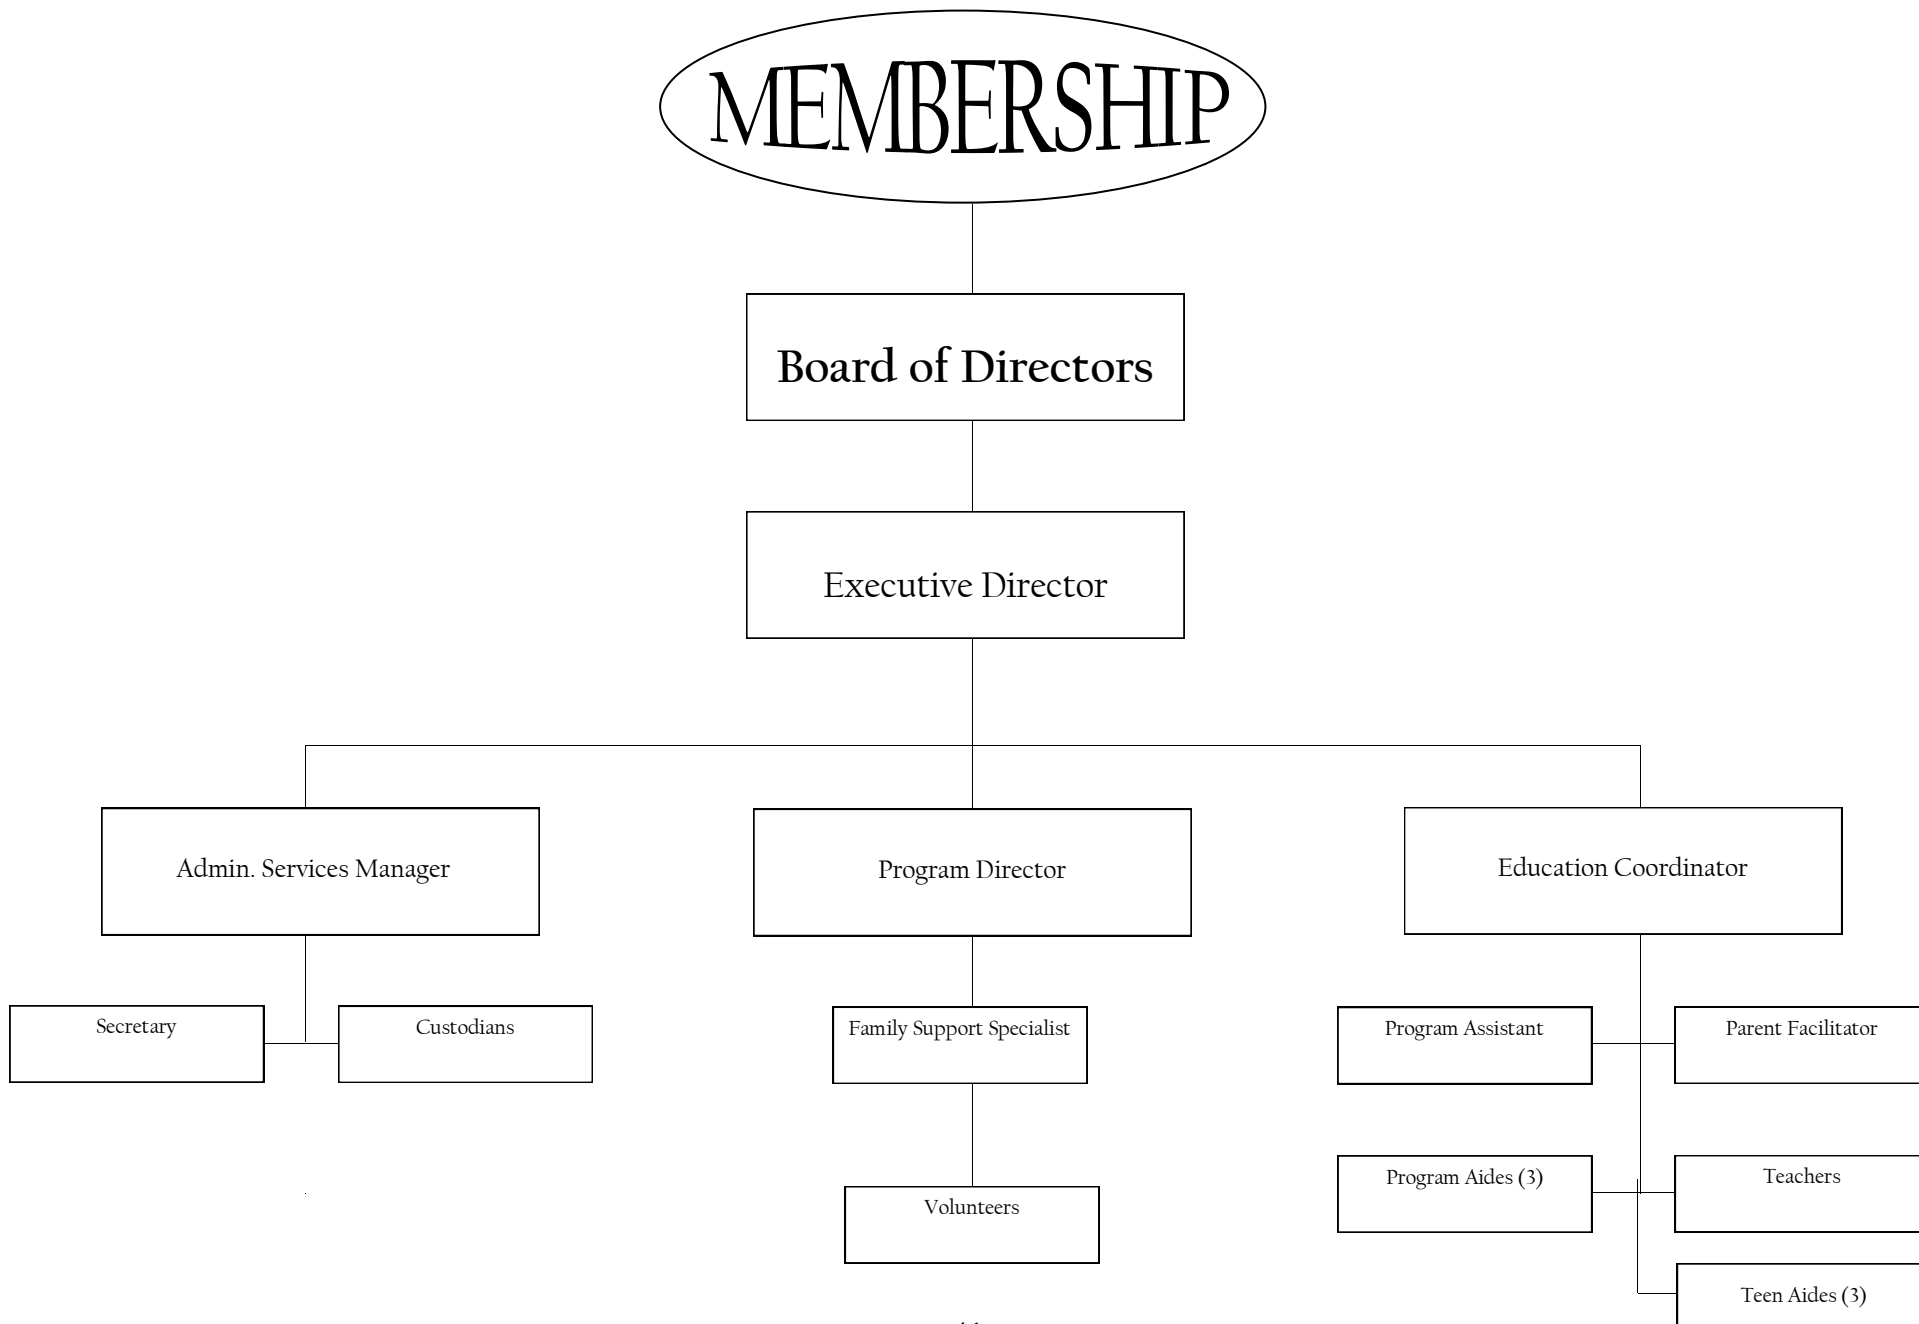 MEMBERSHIP
Board of Directors
Executive Director
Admin. Services Manager
Program Director
Education Coordinator
Secretary
Custodians
Family Support Specialist
Program Assistant
Parent Facilitator
Program Aides (3)
Teachers
Volunteers
Teen Aides (3)